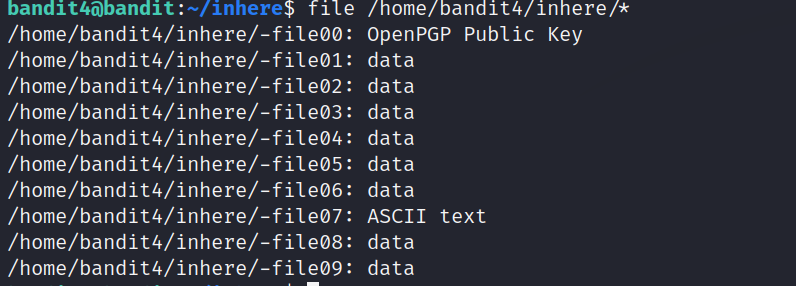 bandit4@bandit:~/inhere$ file /home/bandit4/inhere/*
/home/bandit4/inhere/-file00: OpenPGP Public Key
/home/bandit4/inhere/-file01: data
/home/bandit4/inhere/-file02: data
/home/bandit4/inhere/-file03: data
/home/bandit4/inhere/-file04: data
/home/bandit4/inhere/-file05: data
/home/bandit4/inhere/-file06: data
/home/bandit4/inhere/-file07: ASCII text
/home/bandit4/inhere/-file08: data
/home/bandit4/inhere/-file09: data